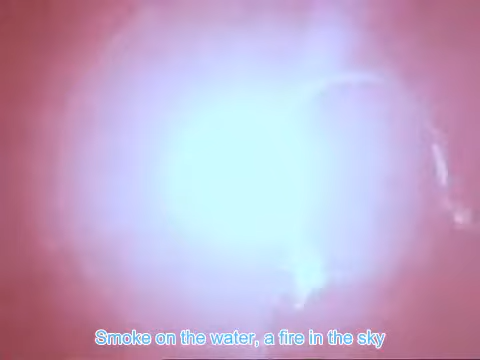 Smoke on the water, a fire in the sky